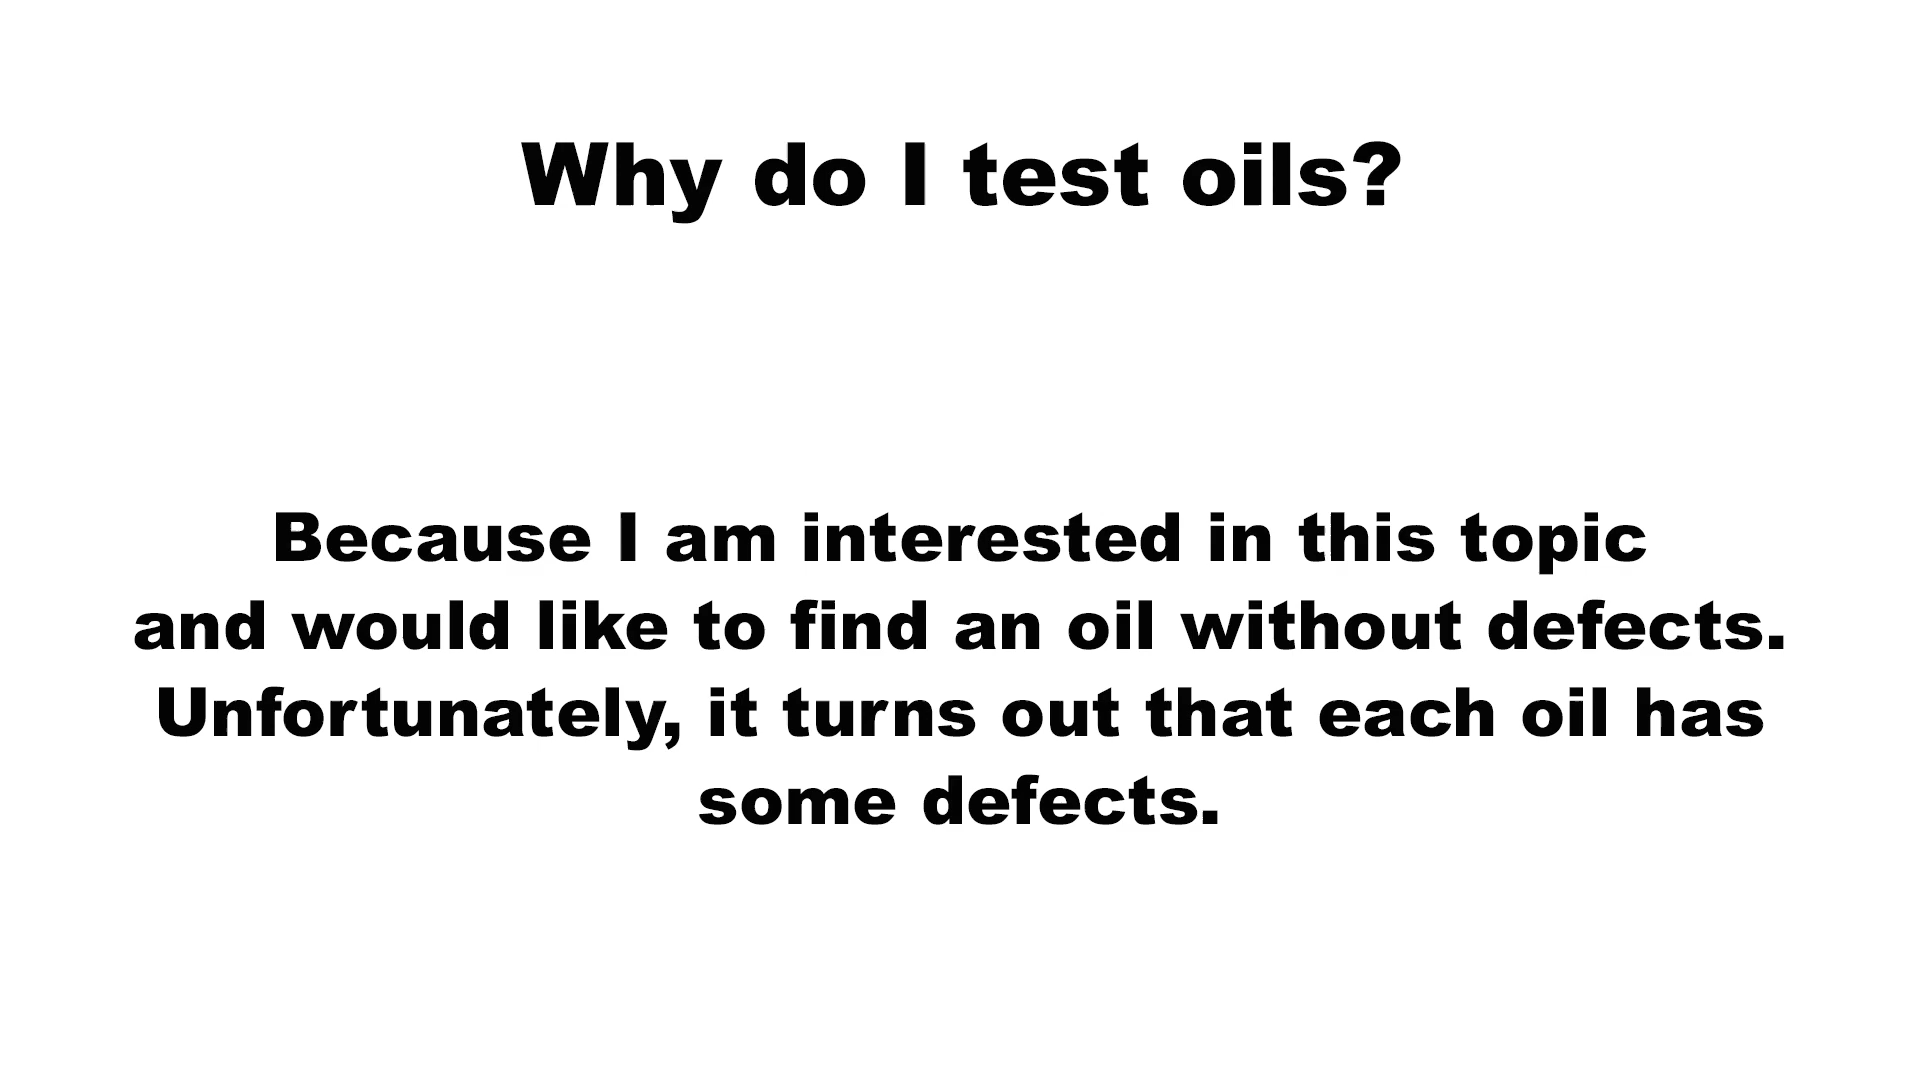 Why do I test oils?
Because I am interested in this topic
and would like to find an oil without defects.
Unfortunately, it turns out that each oil has
some defects.